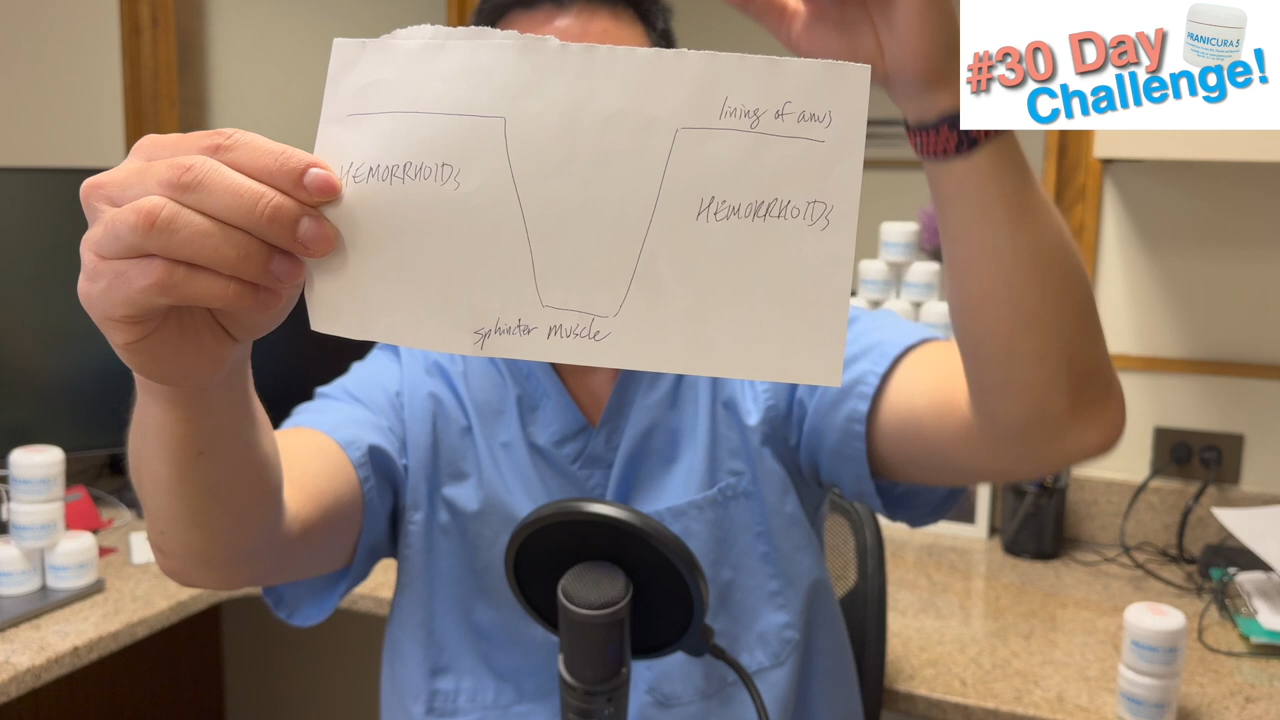 #30 Day
Challenge!
PRANICURA 5
lining of anus
HEMORRHOIDS
HEMORRHOIDS
sphincter muscle